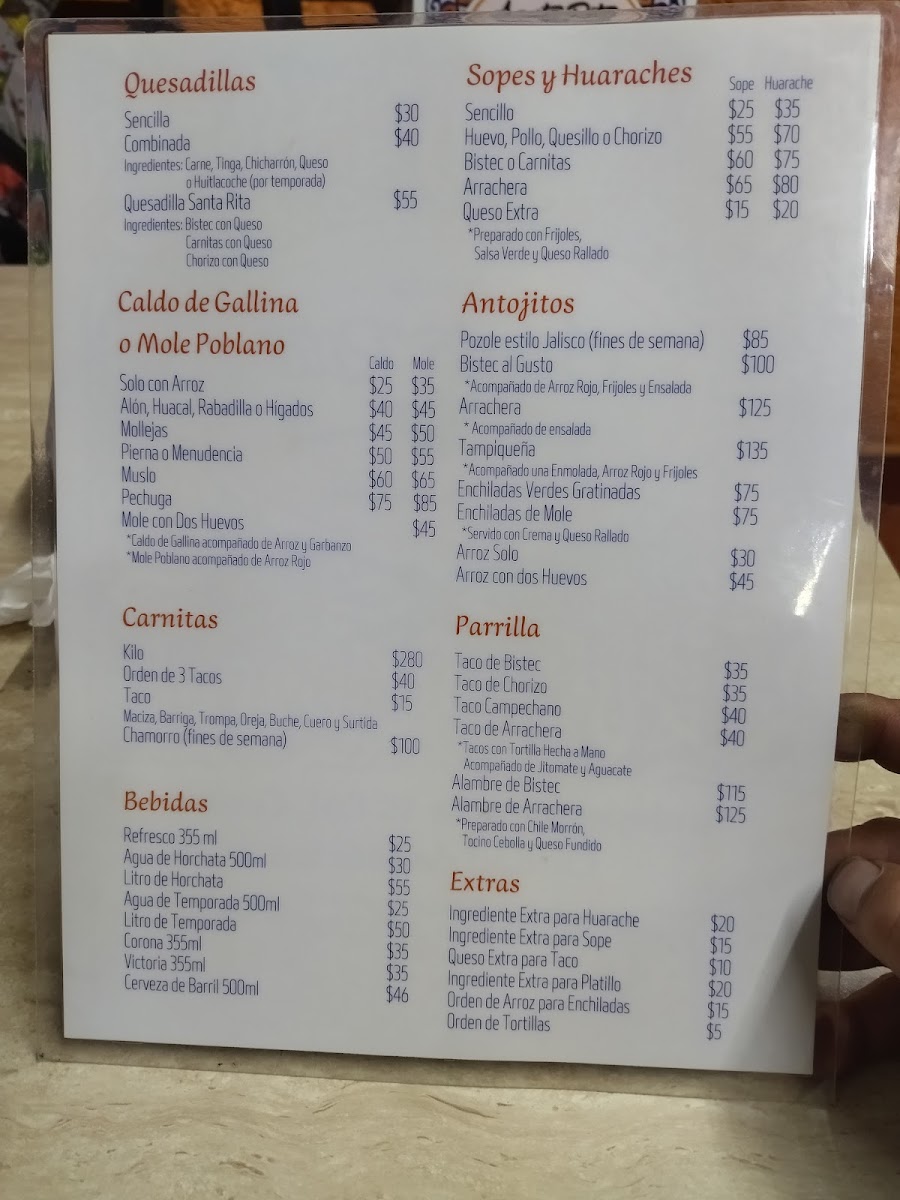 Quesadillas
Sencilla $30
Combinada $40
Ingredientes: Carne, TInga, Chicharrón, Queso
o Huitlacoche (por temporada)
Quesadilla Santa Rita $55
Ingredientes: Bistec con Queso
Carnitas con Queso
Chorizo con Queso
Caldo de Gallina
o Mole Poblano
Caldo Mole
Solo con Arroz $25 $35
Alón, Huacal, Rabadilla o Hígados $40 $45
Mollejas $45 $50
Pierna o Menudencia $50 $55
Muslo $60 $65
Pechuga $75 $85
Mole con Dos Huevos $45
*Caldo de Gallina acompañado de Arroz y Garbanzo
*Mole Poblano acompañado de Arroz Rojo
Carnitas
Kilo $280
Orden de 3 Tacos $40
Taco $15
Maciza, Barriga, Trompa, Oreja, Buche, Cuero y Surtida
Chamorro (fines de semana) $100
Bebidas
Refresco 355 ml $25
Agua de Horchata 500ml $30
Litro de Horchata $55
Agua de Temporada 500ml $25
Litro de Temporada $50
Corona 355ml $35
Victoria 355ml $35
Cerveza de Barril 500ml $46
Sopes y Huaraches
Sope Huarache
Sencillo $25 $35
Huevo, Pollo, Quesillo o Chorizo $55 $70
Bistec o Carnitas $60 $75
Arrachera $65 $80
Queso Extra $15 $20
*Preparado con Frijoles,
Salsa Verde y Queso Rallado
Antojitos
Pozole estilo Jalisco (fines de semana) $85
Bistec al Gusto $100
*Acompañado de Arroz Rojo, Frijoles y Ensalada
Arrachera $125
* Acompañado de ensalada
Tampiqueña $135
*Acompañado una Enmolada, Arroz Rojo y Frijoles
Enchiladas Verdes Gratinadas $75
Enchiladas de Mole $75
*Servido con Crema y Queso Rallado
Arroz Solo $30
Arroz con dos Huevos $45
Parrilla
Taco de Bistec $35
Taco de Chorizo $35
Taco Campechano $40
Taco de Arrachera $40
*Tacos con Tortilla Hecha a Mano
Acompañado de Jitomate y Aguacate
Alambre de Bistec $115
Alambre de Arrachera $125
*Preparado con Chile Morrón,
Tocino Cebolla y Queso Fundido
Extras
Ingrediente Extra para Huarache $20
Ingrediente Extra para Sope $15
Queso Extra para Taco $10
Ingrediente Extra para Platillo $20
Orden de Arroz para Enchiladas $15
Orden de Tortillas $5